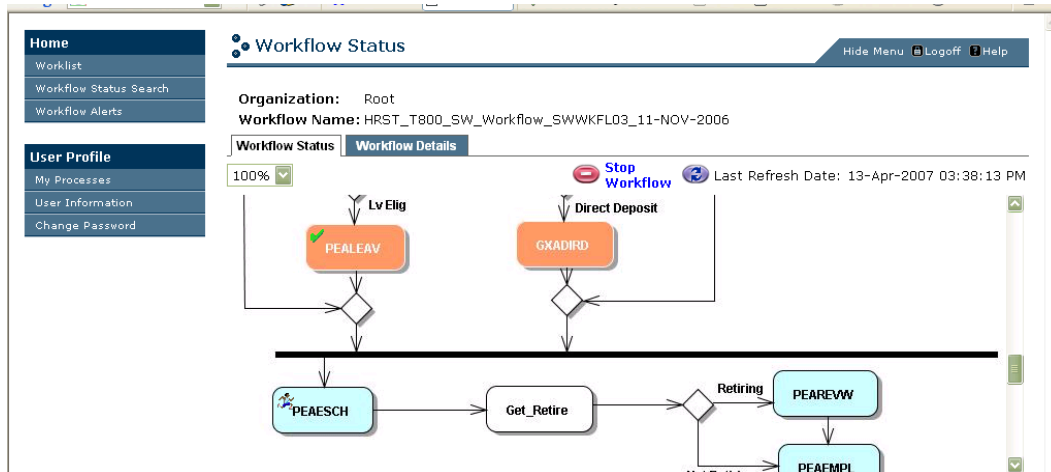 Home
Worklist
Workflow Status Search
Workflow Alerts
User Profile
My Processes
User Information
Change Password
Workflow Status
Hide Menu Logoff Help
Organization: Root
Workflow Name: HRST_T800_SW_Workflow_SWWKFL03_11-NOV-2006
Workflow Status Workflow Details
100%
Stop
Workflow
Last Refresh Date: 13-Apr-2007 03:38:13 PM
Lv Elig
Direct Deposit
PEALEAV
GXADIRD
PEAESCH
Get_Retire
Retiring
PEAREVW
PEAEMPL